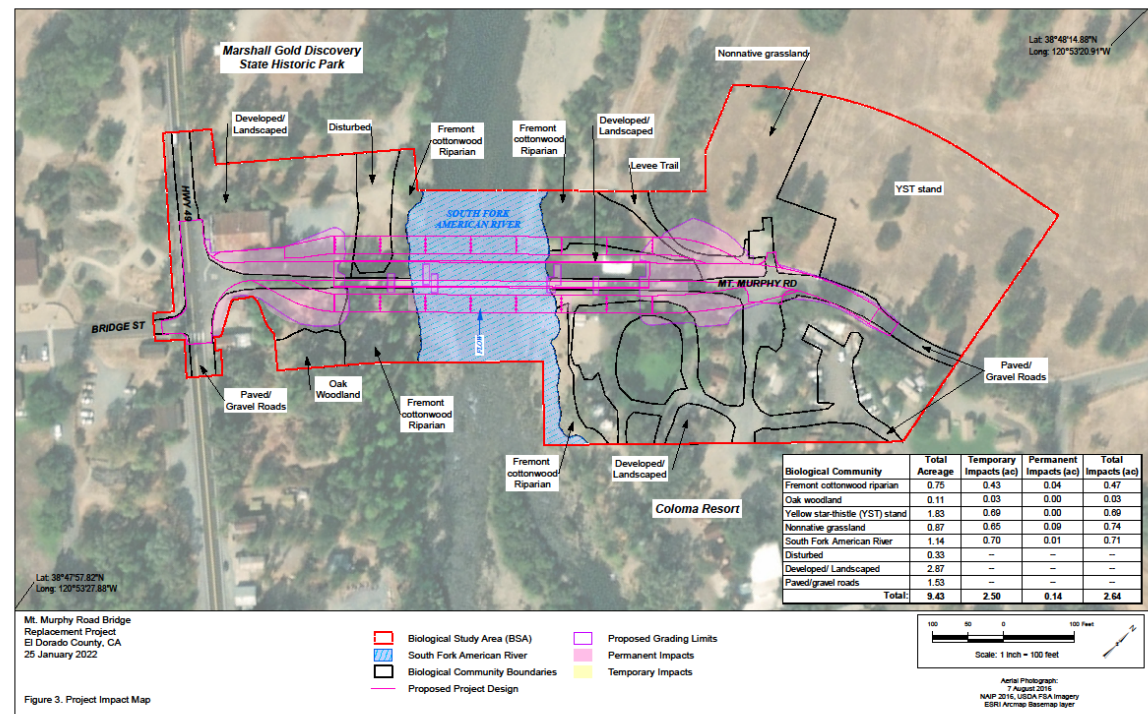 Marshall Gold Discovery
State Historic Park
Lat: 38°48'14.88"N
Long: 120°53'20.91"W
Nonnative grassland
Developed/
Landscaped
Disturbed
Fremont
cottonwood
Riparian
Fremont
cottonwood
Riparian
Developed/
Landscaped
Levee Trail
YST stand
HWY 49
SOUTH FORK
AMERICAN RIVER
MT. MURPHY RD
BRIDGE ST
FLOW
Paved/
Gravel Roads
Oak
Woodland
Fremont
cottonwood
Riparian
Paved/
Gravel Roads
Fremont
cottonwood
Riparian
Developed/
Landscaped
Coloma Resort
Lat: 38°47'57.82"N
Long: 120°53'27.88"W
Biological Community Total Acreage Temporary Impacts (ac) Permanent Impacts (ac) Total Impacts (ac)
Fremont cottonwood riparian 0.75 0.43 0.04 0.47
Oak woodland 0.11 0.03 0.00 0.03
Yellow star-thistle (YST) stand 1.83 0.69 0.00 0.69
Nonnative grassland 0.87 0.65 0.09 0.74
South Fork American River 1.14 0.70 0.01 0.71
Disturbed 0.33 -- -- --
Developed/ Landscaped 2.87 -- -- --
Paved/gravel roads 1.53 -- -- --
Total: 9.43 2.50 0.14 2.64
Mt. Murphy Road Bridge
Replacement Project
El Dorado County, CA
25 January 2022
Figure 3. Project Impact Map
Biological Study Area (BSA)
South Fork American River
Biological Community Boundaries
Proposed Project Design
Proposed Grading Limits
Permanent Impacts
Temporary Impacts
100 50 0 100 Feet
Scale: 1 inch = 100 feet
N
Aerial Photograph:
7 August 2016
NAIP 2016, USDA FSA Imagery
ESRI Arcmap Basemap layer